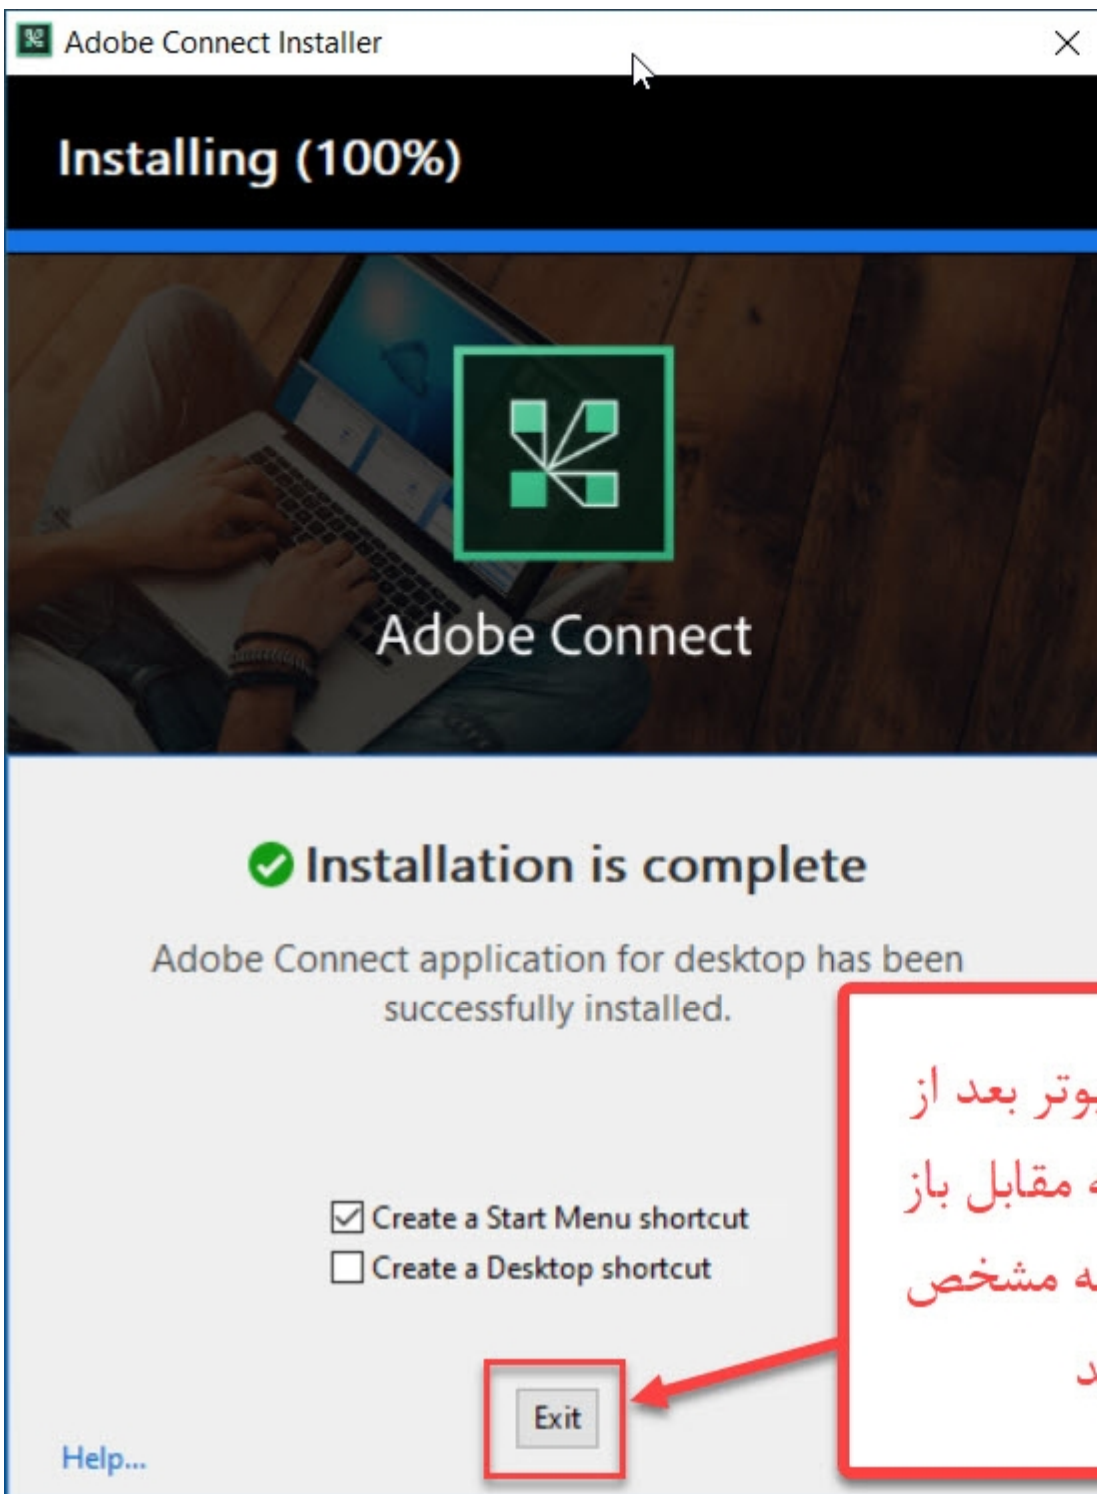 Adobe Connect Installer
Installing (100%)
Adobe Connect
Installation is complete
Adobe Connect application for desktop has been
successfully installed.
بعد از
مقابل باز
مشخص
Create a Start Menu shortcut
Create a Desktop shortcut
Exit
Help...